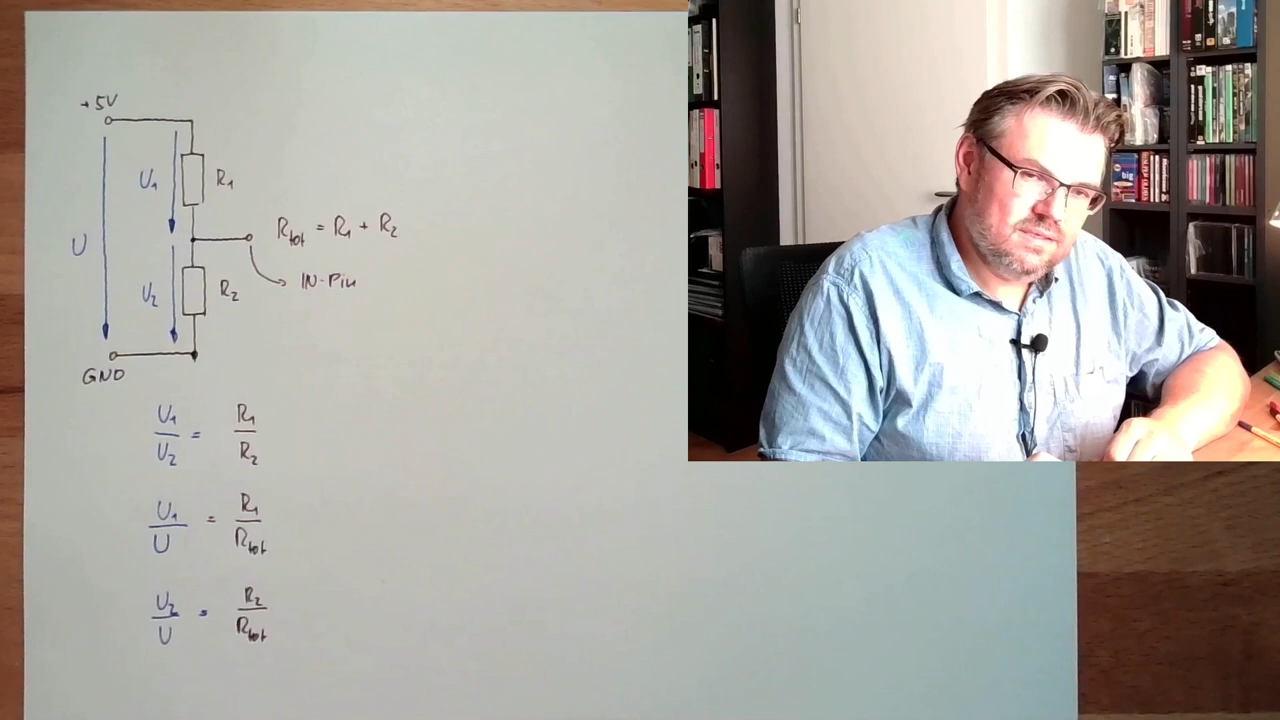 +5V
U₁ R₁
U Rtot = R₁ + R₂
U₂ R₂ IN-Pin
GND
U₁/U₂ = R₁/R₂
U₁/U = R₁/Rtot
U₂/U = R₂/Rtot
big